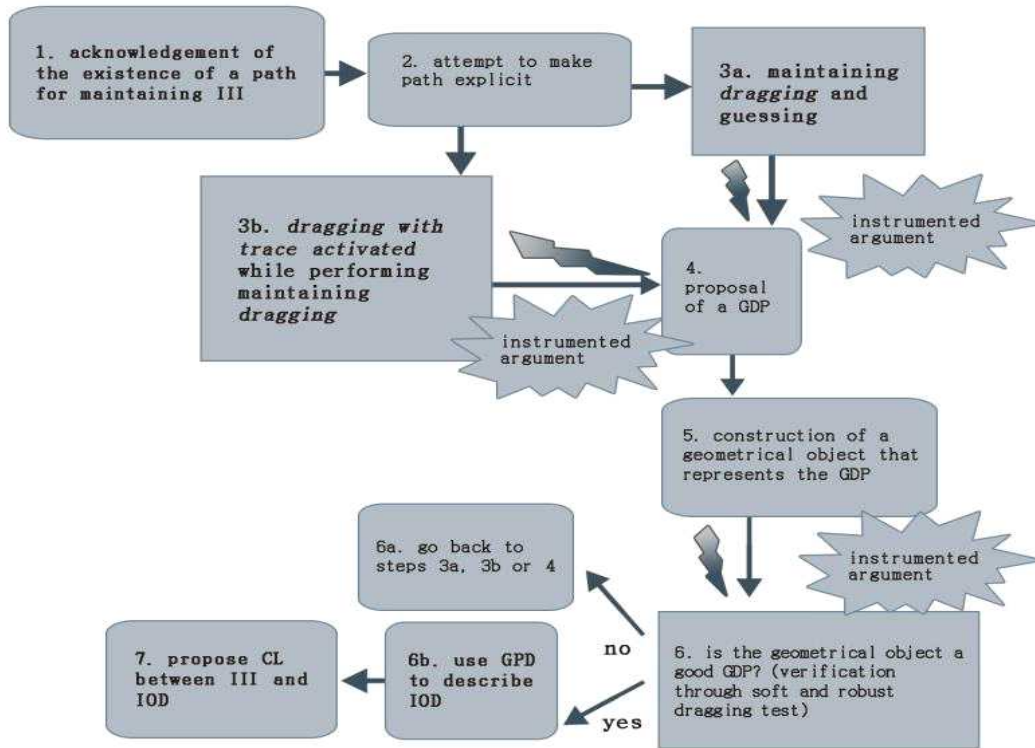 1. acknowledgement of
the existence of a path
for maintaining III
2. attempt to make
path explicit
3a. maintaining
dragging and
guessing
instrumented
argument
3b. dragging with
trace activated
while performing
maintaining
dragging
instrumented
argument
4.
proposal
of a GDP
5. construction of a
geometrical object that
represents the GDP
instrumented
argument
6. is the geometrical object a
good GDP? (verification
through soft and robust
dragging test)
no
6a. go back to
steps 3a, 3b or 4
yes
6b. use GPD
to describe
IOD
7. propose CL
between III and
IOD